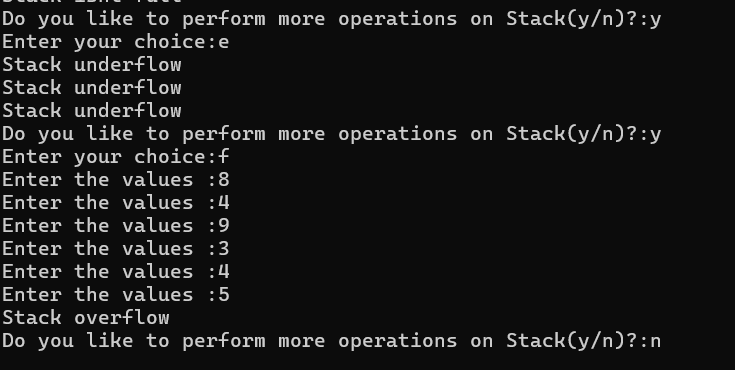 Stack isnt full
Do you like to perform more operations on Stack(y/n)?:y
Enter your choice:e
Stack underflow
Stack underflow
Stack underflow
Do you like to perform more operations on Stack(y/n)?:y
Enter your choice:f
Enter the values :8
Enter the values :4
Enter the values :9
Enter the values :3
Enter the values :4
Enter the values :5
Stack overflow
Do you like to perform more operations on Stack(y/n)?:n